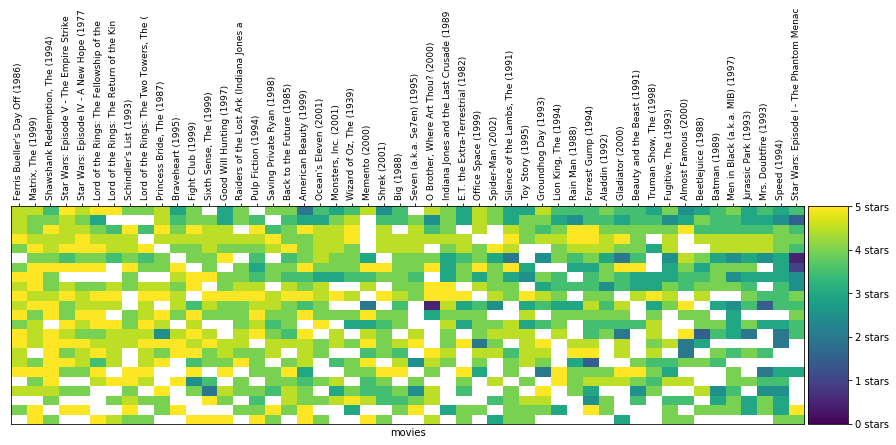 Ferris Bueller's Day Off (1986)
Matrix, The (1999)
Shawshank Redemption, The (1994)
Star Wars: Episode V - The Empire Strike
Star Wars: Episode IV - A New Hope (1977
Lord of the Rings: The Fellowship of the
Lord of the Rings: The Return of the Kin
Schindler's List (1993)
Lord of the Rings: The Two Towers, The (
Princess Bride, The (1987)
Braveheart (1995)
Fight Club (1999)
Sixth Sense, The (1999)
Good Will Hunting (1997)
Raiders of the Lost Ark (Indiana Jones a
Pulp Fiction (1994)
Saving Private Ryan (1998)
Back to the Future (1985)
American Beauty (1999)
Ocean's Eleven (2001)
Monsters, Inc. (2001)
Wizard of Oz, The (1939)
Memento (2000)
Shrek (2001)
Big (1988)
Seven (a.k.a. Se7en) (1995)
O Brother, Where Art Thou? (2000)
Indiana Jones and the Last Crusade (1989
E.T. the Extra-Terrestrial (1982)
Office Space (1999)
Spider-Man (2002)
Silence of the Lambs, The (1991)
Toy Story (1995)
Groundhog Day (1993)
Lion King, The (1994)
Rain Man (1988)
Forrest Gump (1994)
Aladdin (1992)
Gladiator (2000)
Beauty and the Beast (1991)
Truman Show, The (1998)
Fugitive, The (1993)
Almost Famous (2000)
Beetlejuice (1988)
Batman (1989)
Men in Black (a.k.a. MIB) (1997)
Jurassic Park (1993)
Mrs. Doubtfire (1993)
Speed (1994)
Star Wars: Episode I - The Phantom Menac
5 stars
4 stars
3 stars
2 stars
1 stars
0 stars
movies